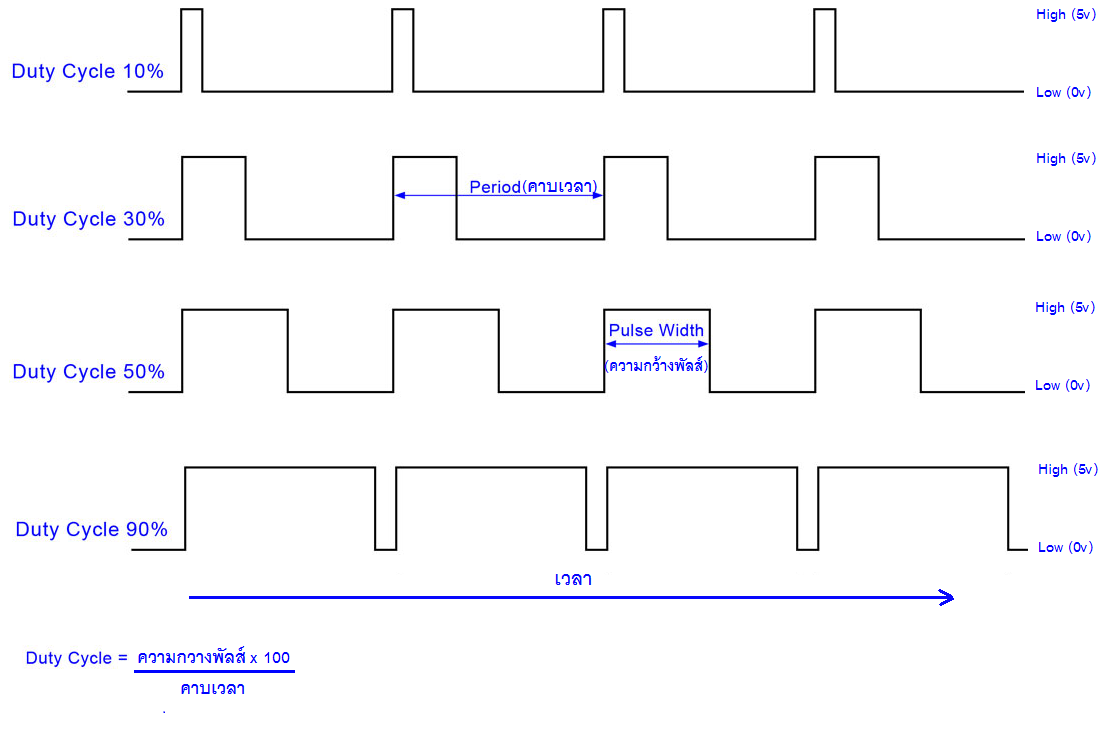 High (5v)
Duty Cycle 10%
Low (0v)
High (5v)
Period(คาบเวลา)
Duty Cycle 30%
Low (0v)
High (5v)
Pulse Width
(ความกว้างพัลส์)
Duty Cycle 50%
Low (0v)
High (5v)
Duty Cycle 90%
Low (0v)
เวลา
Duty Cycle = ความกวางพัลส์ x 100
คาบเวลา